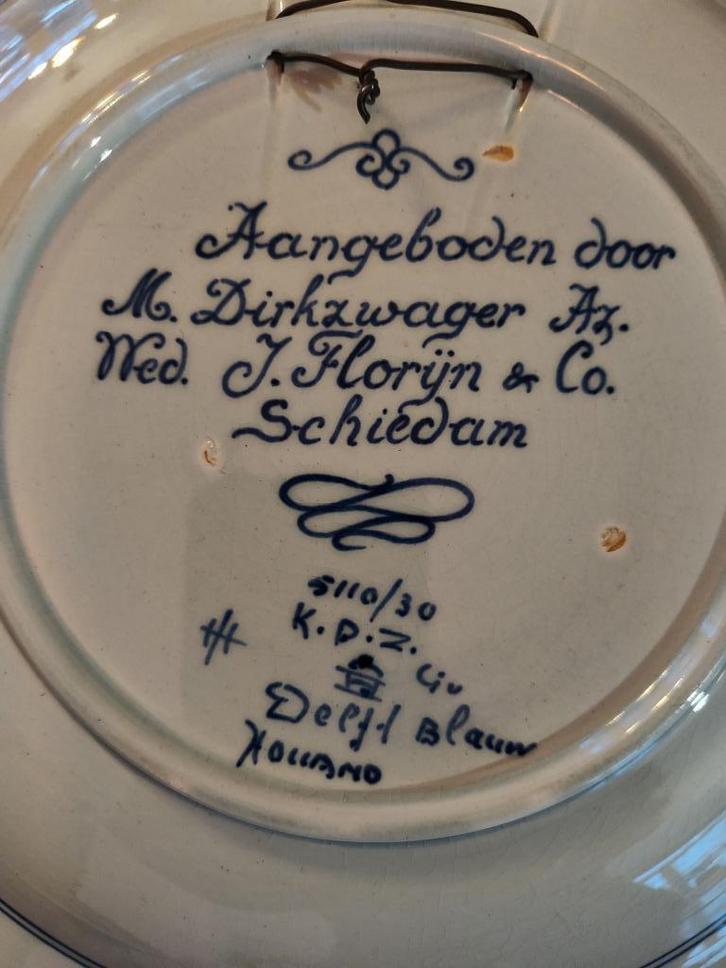 Aangeboden door
M. Dirkzwager Az.
Wed. J. Florijn & Co.
Schiedam
5110/30
K.D.Z.
Delft Blauw
HOLLAND